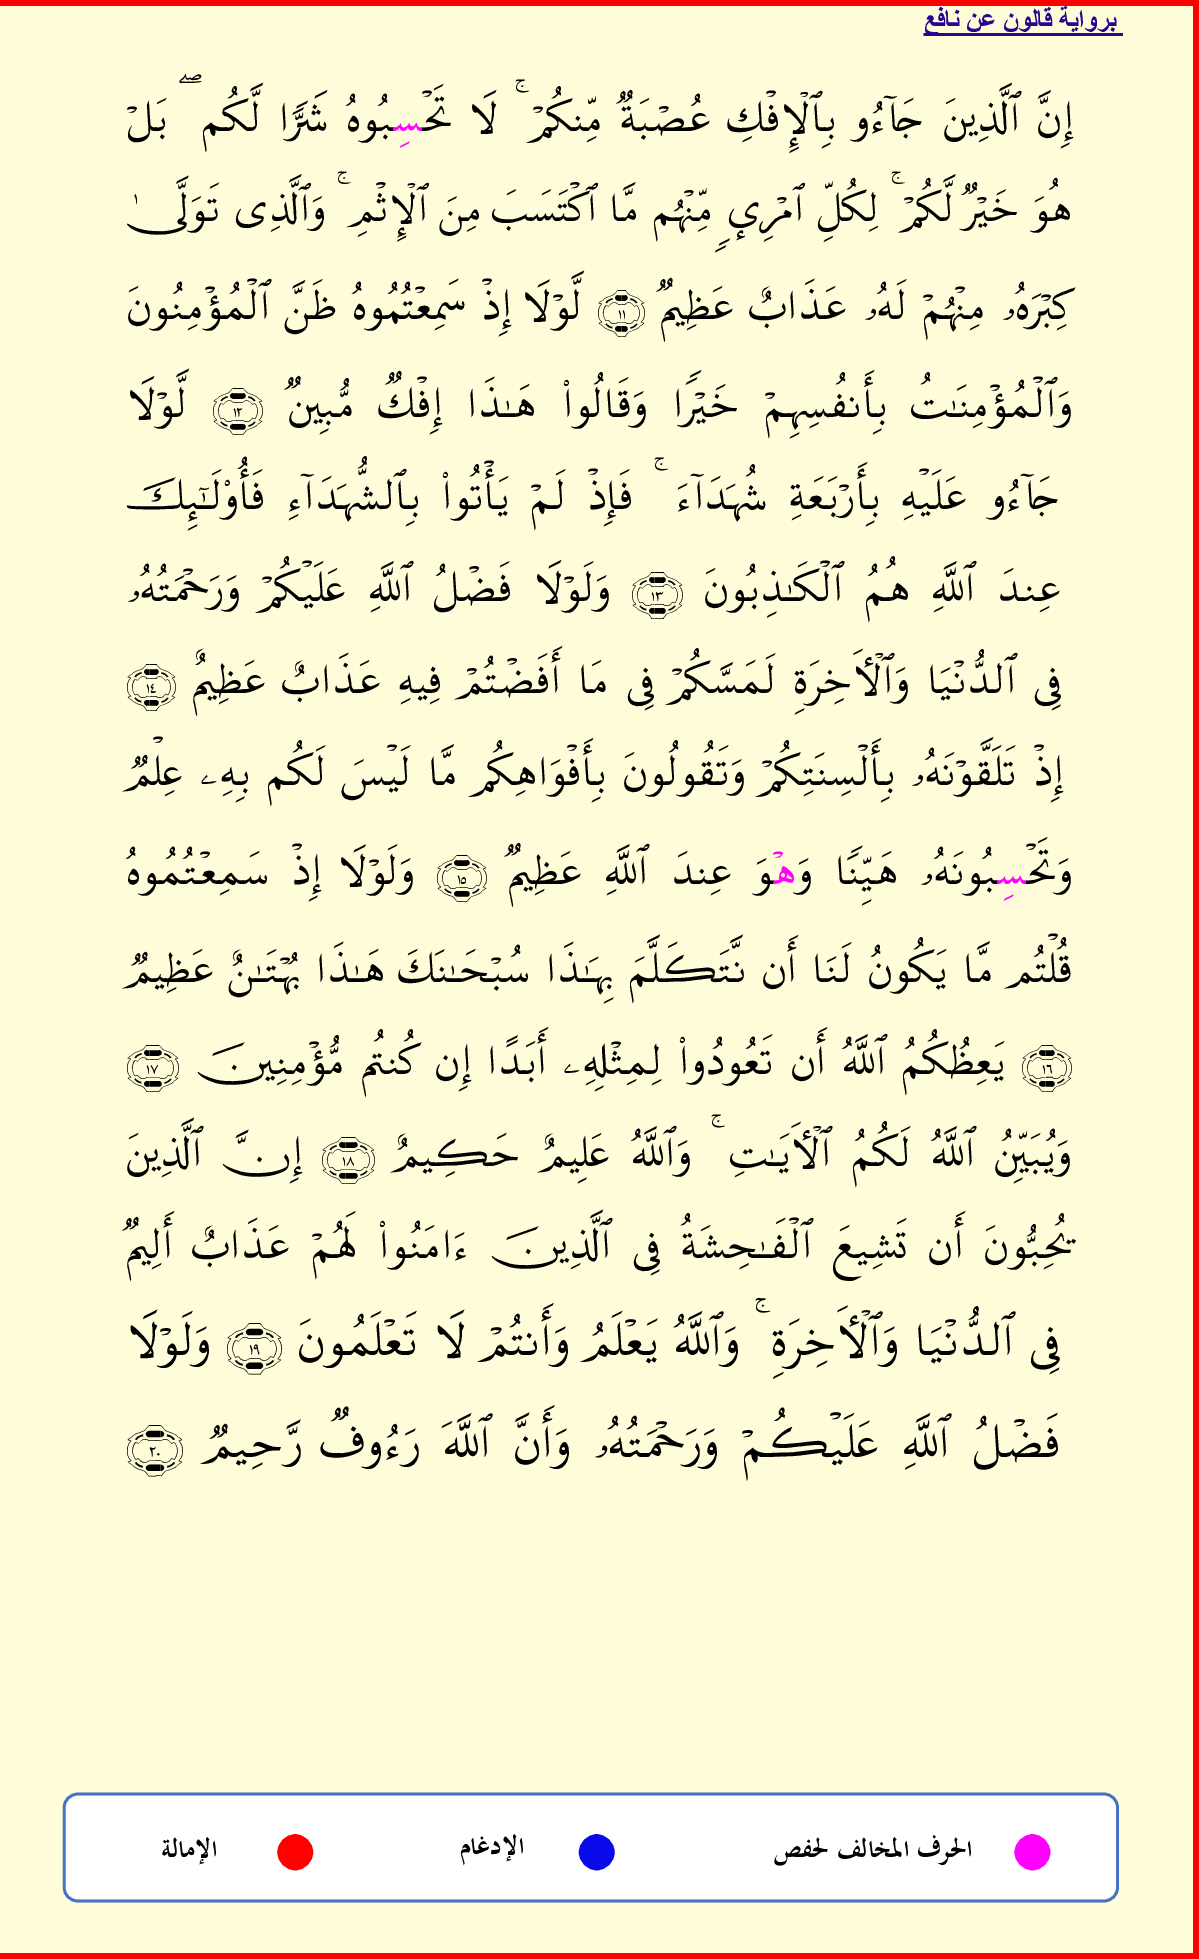 برواية قالون عن نافع
إِنَّ ٱلَّذِينَ جَآءُو بِٱلْإِفْكِ عُصْبَةٌ مِّنكُمْ ۚ لَا تَحْسِبُوهُ شَرًّا لَّكُم ۖ بَلْ
هُوَ خَيْرٌ لَّكُمْ ۚ لِكُلِّ ٱمْرِيٍٕ مِّنْهُم مَّا ٱكْتَسَبَ مِنَ ٱلْإِثْمِ ۚ وَٱلَّذِى تَوَلَّىٰ
كِبْرَهُۥ مِنْهُمْ لَهُۥ عَذَابٌ عَظِيمٌ ١١ لَّوْلَا إِذْ سَمِعْتُمُوهُ ظَنَّ ٱلْمُؤْمِنُونَ
وَٱلْمُؤْمِنَٰتُ بِأَنفُسِهِمْ خَيْرًا وَقَالُوا۟ هَٰذَا إِفْكٌ مُّبِينٌ ١٢ لَّوْلَا
جَآءُو عَلَيْهِ بِأَرْبَعَةِ شُهَدَآءَ ۚ فَإِذْ لَمْ يَأْتُوا۟ بِٱلشُّهَدَآءِ فَأُو۟لَٰٓئِكَ
عِندَ ٱللَّهِ هُمُ ٱلْكَٰذِبُونَ ١٣ وَلَوْلَا فَضْلُ ٱللَّهِ عَلَيْكُمْ وَرَحْمَتُهُۥ
فِى ٱلدُّنْيَا وَٱلْأَخِرَةِ لَمَسَّكُمْ فِى مَا أَفَضْتُمْ فِيهِ عَذَابٌ عَظِيمٌ ١٤
إِذْ تَلَقَّوْنَهُۥ بِأَلْسِنَتِكُمْ وَتَقُولُونَ بِأَفْوَاهِكُم مَّا لَيْسَ لَكُم بِهِۦ عِلْمٌ
وَتَحْسِبُونَهُۥ هَيِّنًا وَهْوَ عِندَ ٱللَّهِ عَظِيمٌ ١٥ وَلَوْلَا إِذْ سَمِعْتُمُوهُ
قُلْتُم مَّا يَكُونُ لَنَا أَن نَّتَكَلَّمَ بِهَٰذَا سُبْحَٰنَكَ هَٰذَا بُهْتَٰنٌ عَظِيمٌ
١٦ يَعِظُكُمُ ٱللَّهُ أَن تَعُودُوا۟ لِمِثْلِهِۦ أَبَدًا إِن كُنتُم مُّؤْمِنِينَ ١٧
وَيُبَيِّنُ ٱللَّهُ لَكُمُ ٱلْأَيَٰتِ ۚ وَٱللَّهُ عَلِيمٌ حَكِيمٌ ١٨ إِنَّ ٱلَّذِينَ
يُحِبُّونَ أَن تَشِيعَ ٱلْفَٰحِشَةُ فِى ٱلَّذِينَ ءَامَنُوا۟ لَهُمْ عَذَابٌ أَلِيمٌ
فِى ٱلدُّنْيَا وَٱلْأَخِرَةِ ۚ وَٱللَّهُ يَعْلَمُ وَأَنتُمْ لَا تَعْلَمُونَ ١٩ وَلَوْلَا
فَضْلُ ٱللَّهِ عَلَيْكُمْ وَرَحْمَتُهُۥ وَأَنَّ ٱللَّهَ رَءُوفٌ رَّحِيمٌ ٢٠
الحرف المخالف لحفص الإدغام الإمالة